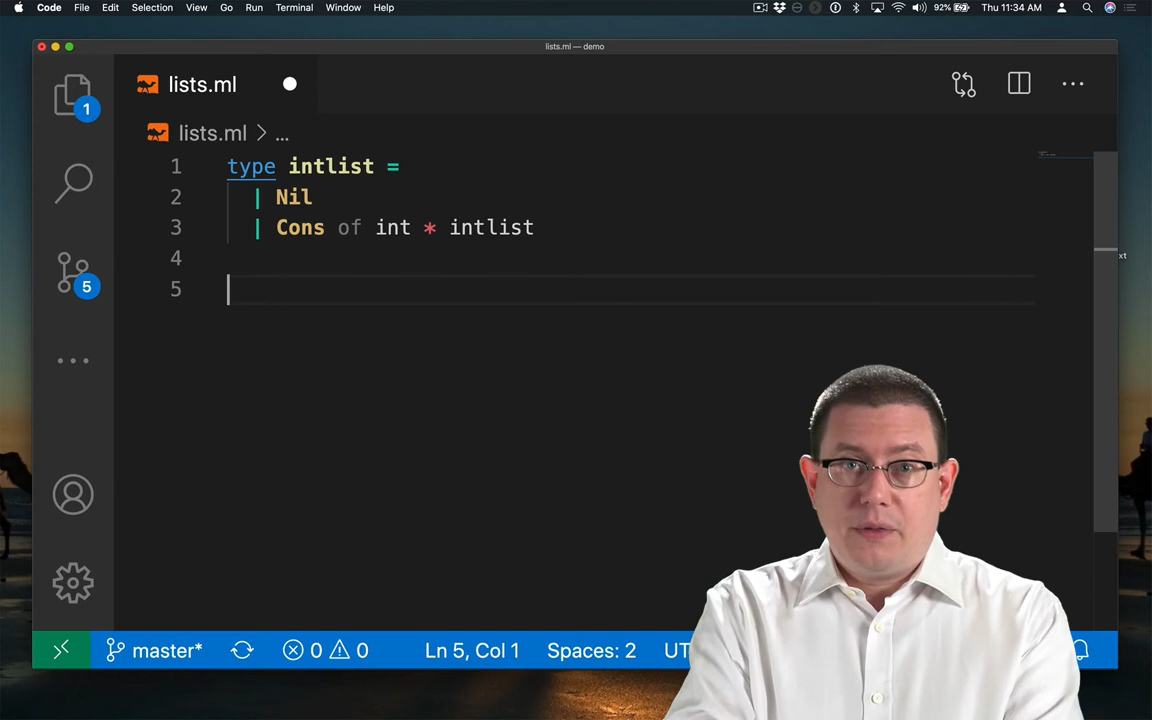 Code File Edit Selection View Go Run Terminal Window Help 92% Thu 11:34 AM
lists.ml — demo
lists.ml
1
lists.ml > ...
1 type intlist =
2 | Nil
3 | Cons of int * intlist
4
5
xt
5
master* 0 0 Ln 5, Col 1 Spaces: 2 UT